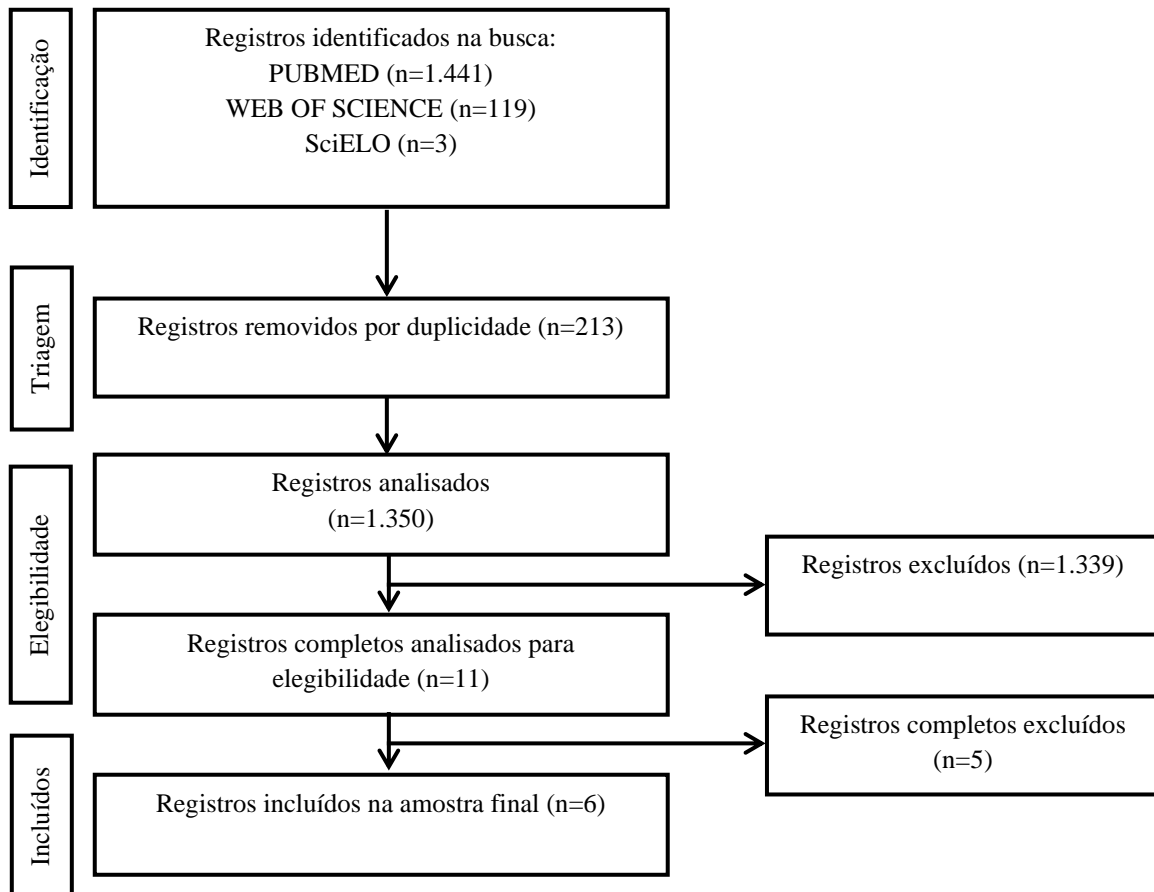 Identificação
Registros identificados na busca:
PUBMED (n=1.441)
WEB OF SCIENCE (n=119)
SciELO (n=3)
Triagem
Registros removidos por duplicidade (n=213)
Elegibilidade
Registros analisados
(n=1.350)
Registros excluídos (n=1.339)
Registros completos analisados para
elegibilidade (n=11)
Registros completos excluídos
(n=5)
Incluídos
Registros incluídos na amostra final (n=6)